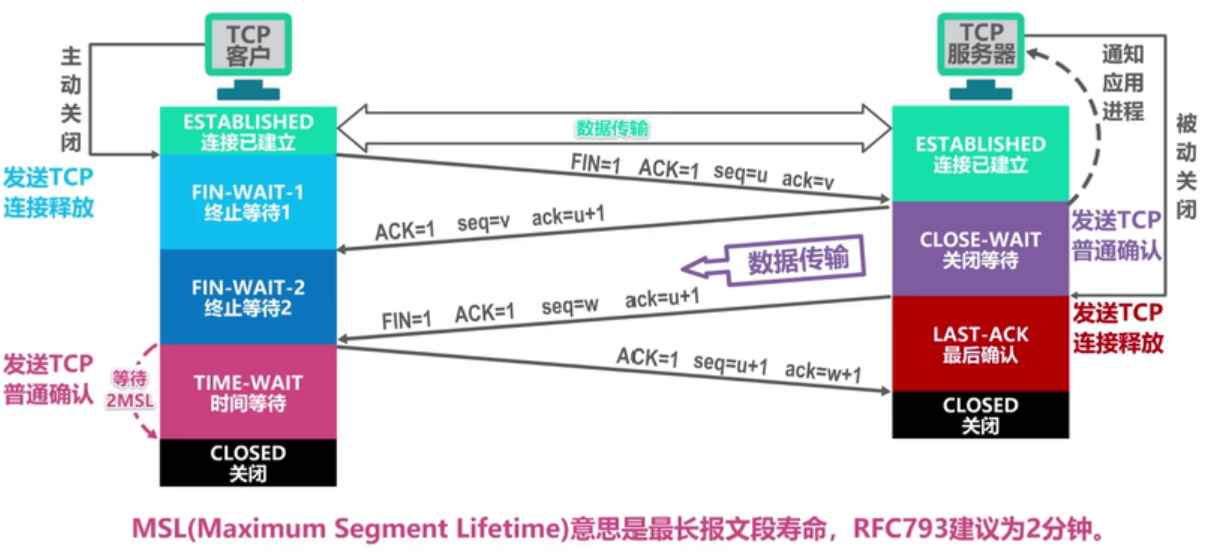 TCP
客户
TCP
服务器
主
动
关
闭
通知
应用
进程
被
动
关
闭
ESTABLISHED
连接已建立
数据传输
ESTABLISHED
连接已建立
FIN=1 ACK=1 seq=u ack=v
发送TCP
连接释放
FIN-WAIT-1
终止等待1
ACK=1 seq=v ack=u+1
CLOSE-WAIT
关闭等待
发送TCP
普通确认
数据传输
FIN-WAIT-2
终止等待2
FIN=1 ACK=1 seq=w ack=u+1
LAST-ACK
最后确认
发送TCP
连接释放
ACK=1 seq=u+1 ack=w+1
发送TCP
普通确认
等待
2MSL
TIME-WAIT
时间等待
CLOSED
关闭
CLOSED
关闭
MSL(Maximum Segment Lifetime)意思是最长报文段寿命，RFC793建议为2分钟。